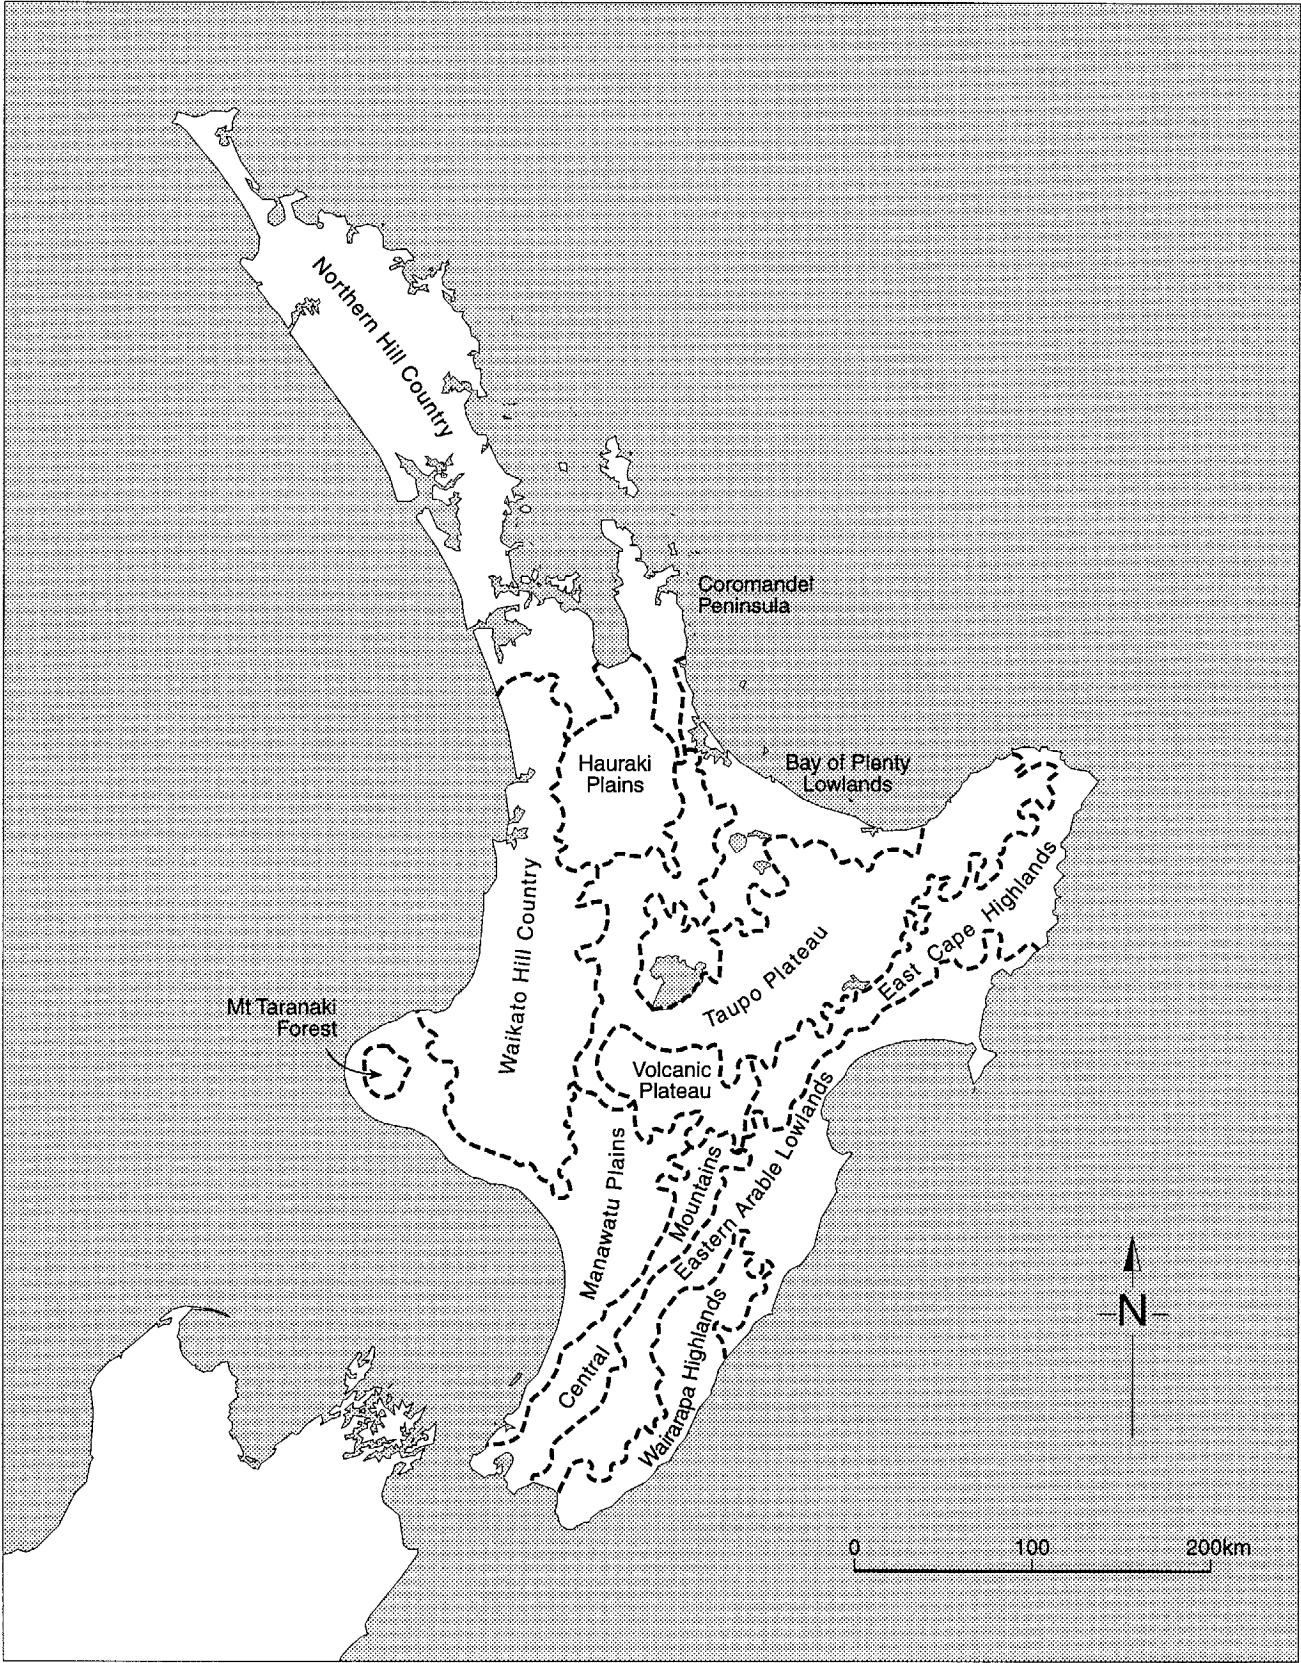 Northern Hill Country
Coromandel
Peninsula
Hauraki
Plains
Bay of Plenty
Lowlands
Waikato Hill Country
East Cape Highlands
Taupo Plateau
Mt Taranaki
Forest
Volcanic
Plateau
Manawatu Plains
Central Mountains
Eastern Arable Lowlands
Wairarapa Highlands
N
0 100 200km